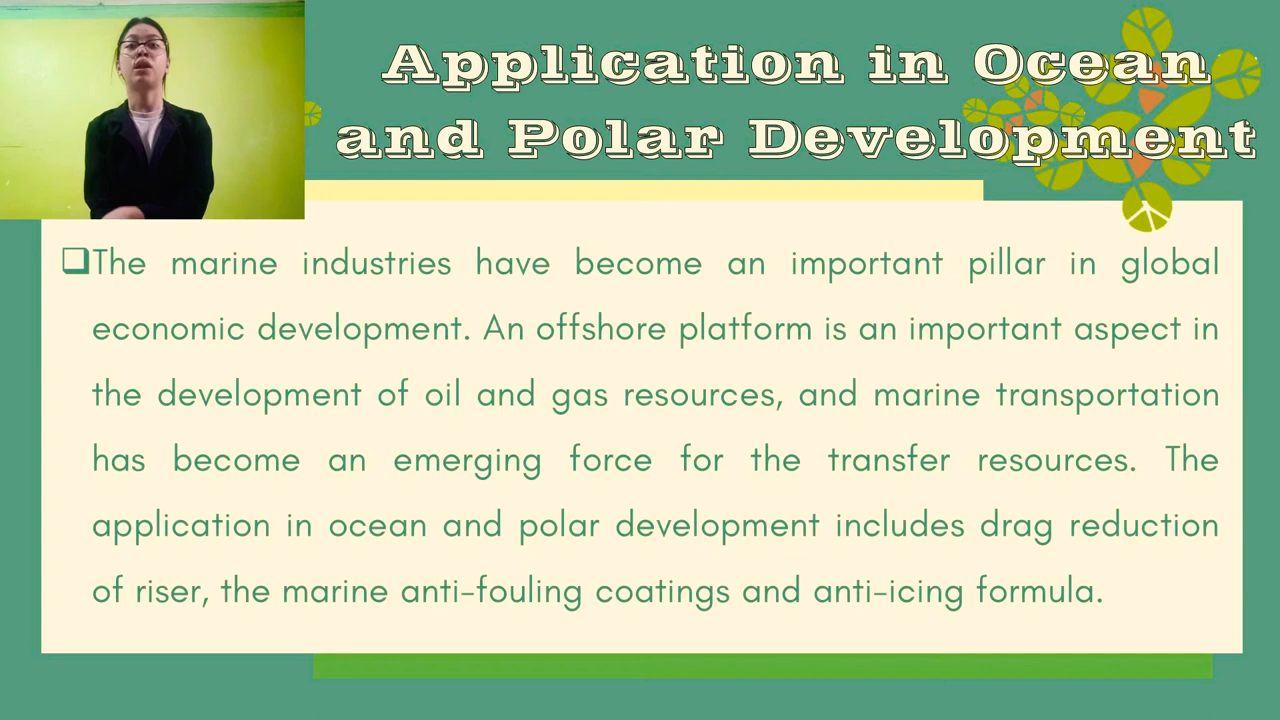 Application in Ocean
and Polar Development
❑The marine industries have become an important pillar in global
economic development. An offshore platform is an important aspect in
the development of oil and gas resources, and marine transportation
has become an emerging force for the transfer resources. The
application in ocean and polar development includes drag reduction
of riser, the marine anti-fouling coatings and anti-icing formula.